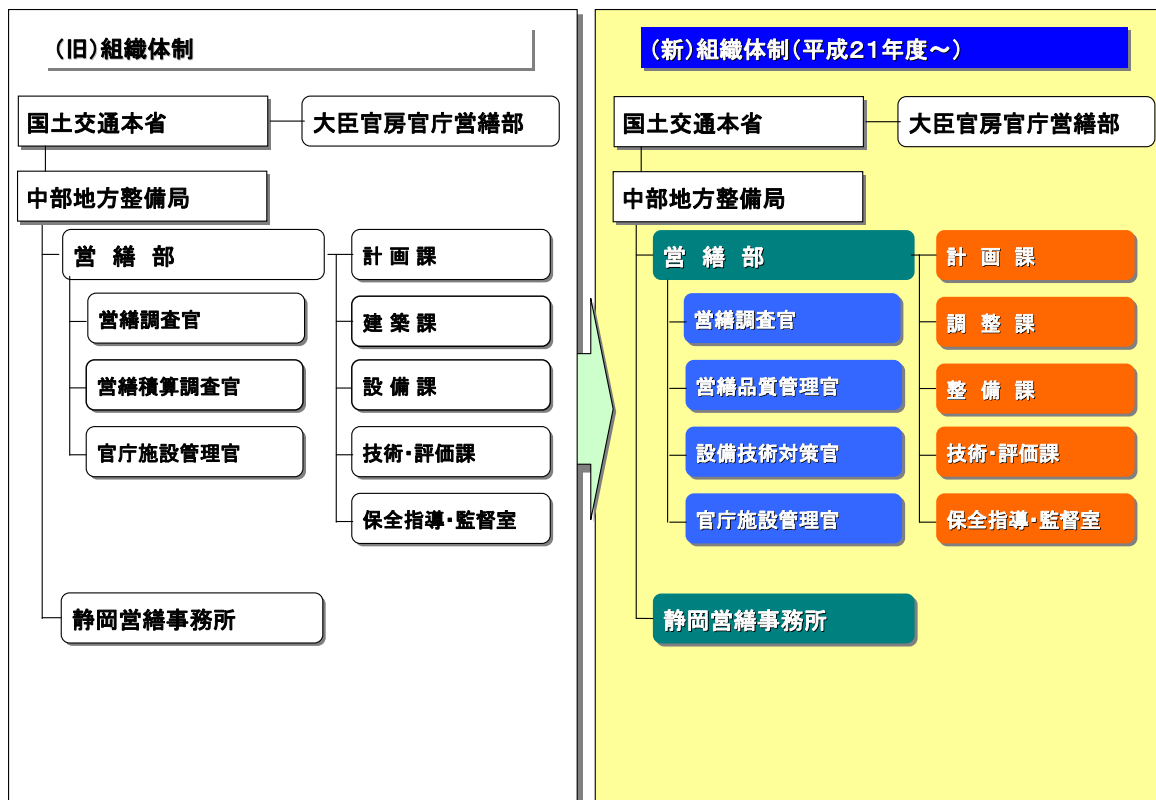 (旧)組織体制
国土交通本省
大臣官房官庁営繕部
中部地方整備局
営 繕 部
計 画 課
営繕調査官
建 築 課
営繕積算調査官
設 備 課
官庁施設管理官
技術・評価課
保全指導・監督室
静岡営繕事務所
(新)組織体制(平成21年度~)
国土交通本省
大臣官房官庁営繕部
中部地方整備局
営 繕 部
計 画 課
営繕調査官
調 整 課
営繕品質管理官
整 備 課
設備技術対策官
技術・評価課
官庁施設管理官
保全指導・監督室
静岡営繕事務所